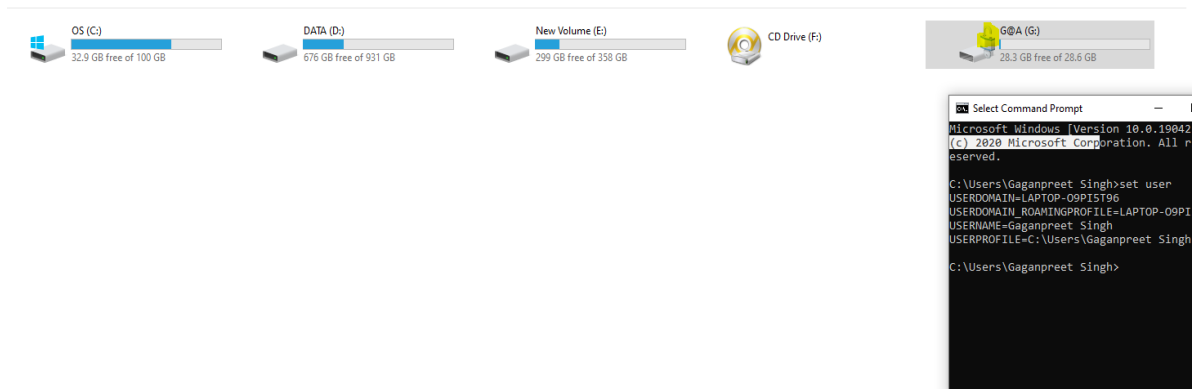 OS (C:)
32.9 GB free of 100 GB
DATA (D:)
676 GB free of 931 GB
New Volume (E:)
299 GB free of 358 GB
CD Drive (F:)
G@A (G:)
28.3 GB free of 28.6 GB
Select Command Prompt
Microsoft Windows [Version 10.0.19042
(c) 2020 Microsoft Corporation. All r
eserved.
C:\Users\Gaganpreet Singh>set user
USERDOMAIN=LAPTOP-O9PI5T96
USERDOMAIN_ROAMINGPROFILE=LAPTOP-O9PI
USERNAME=Gaganpreet Singh
USERPROFILE=C:\Users\Gaganpreet Singh
C:\Users\Gaganpreet Singh>